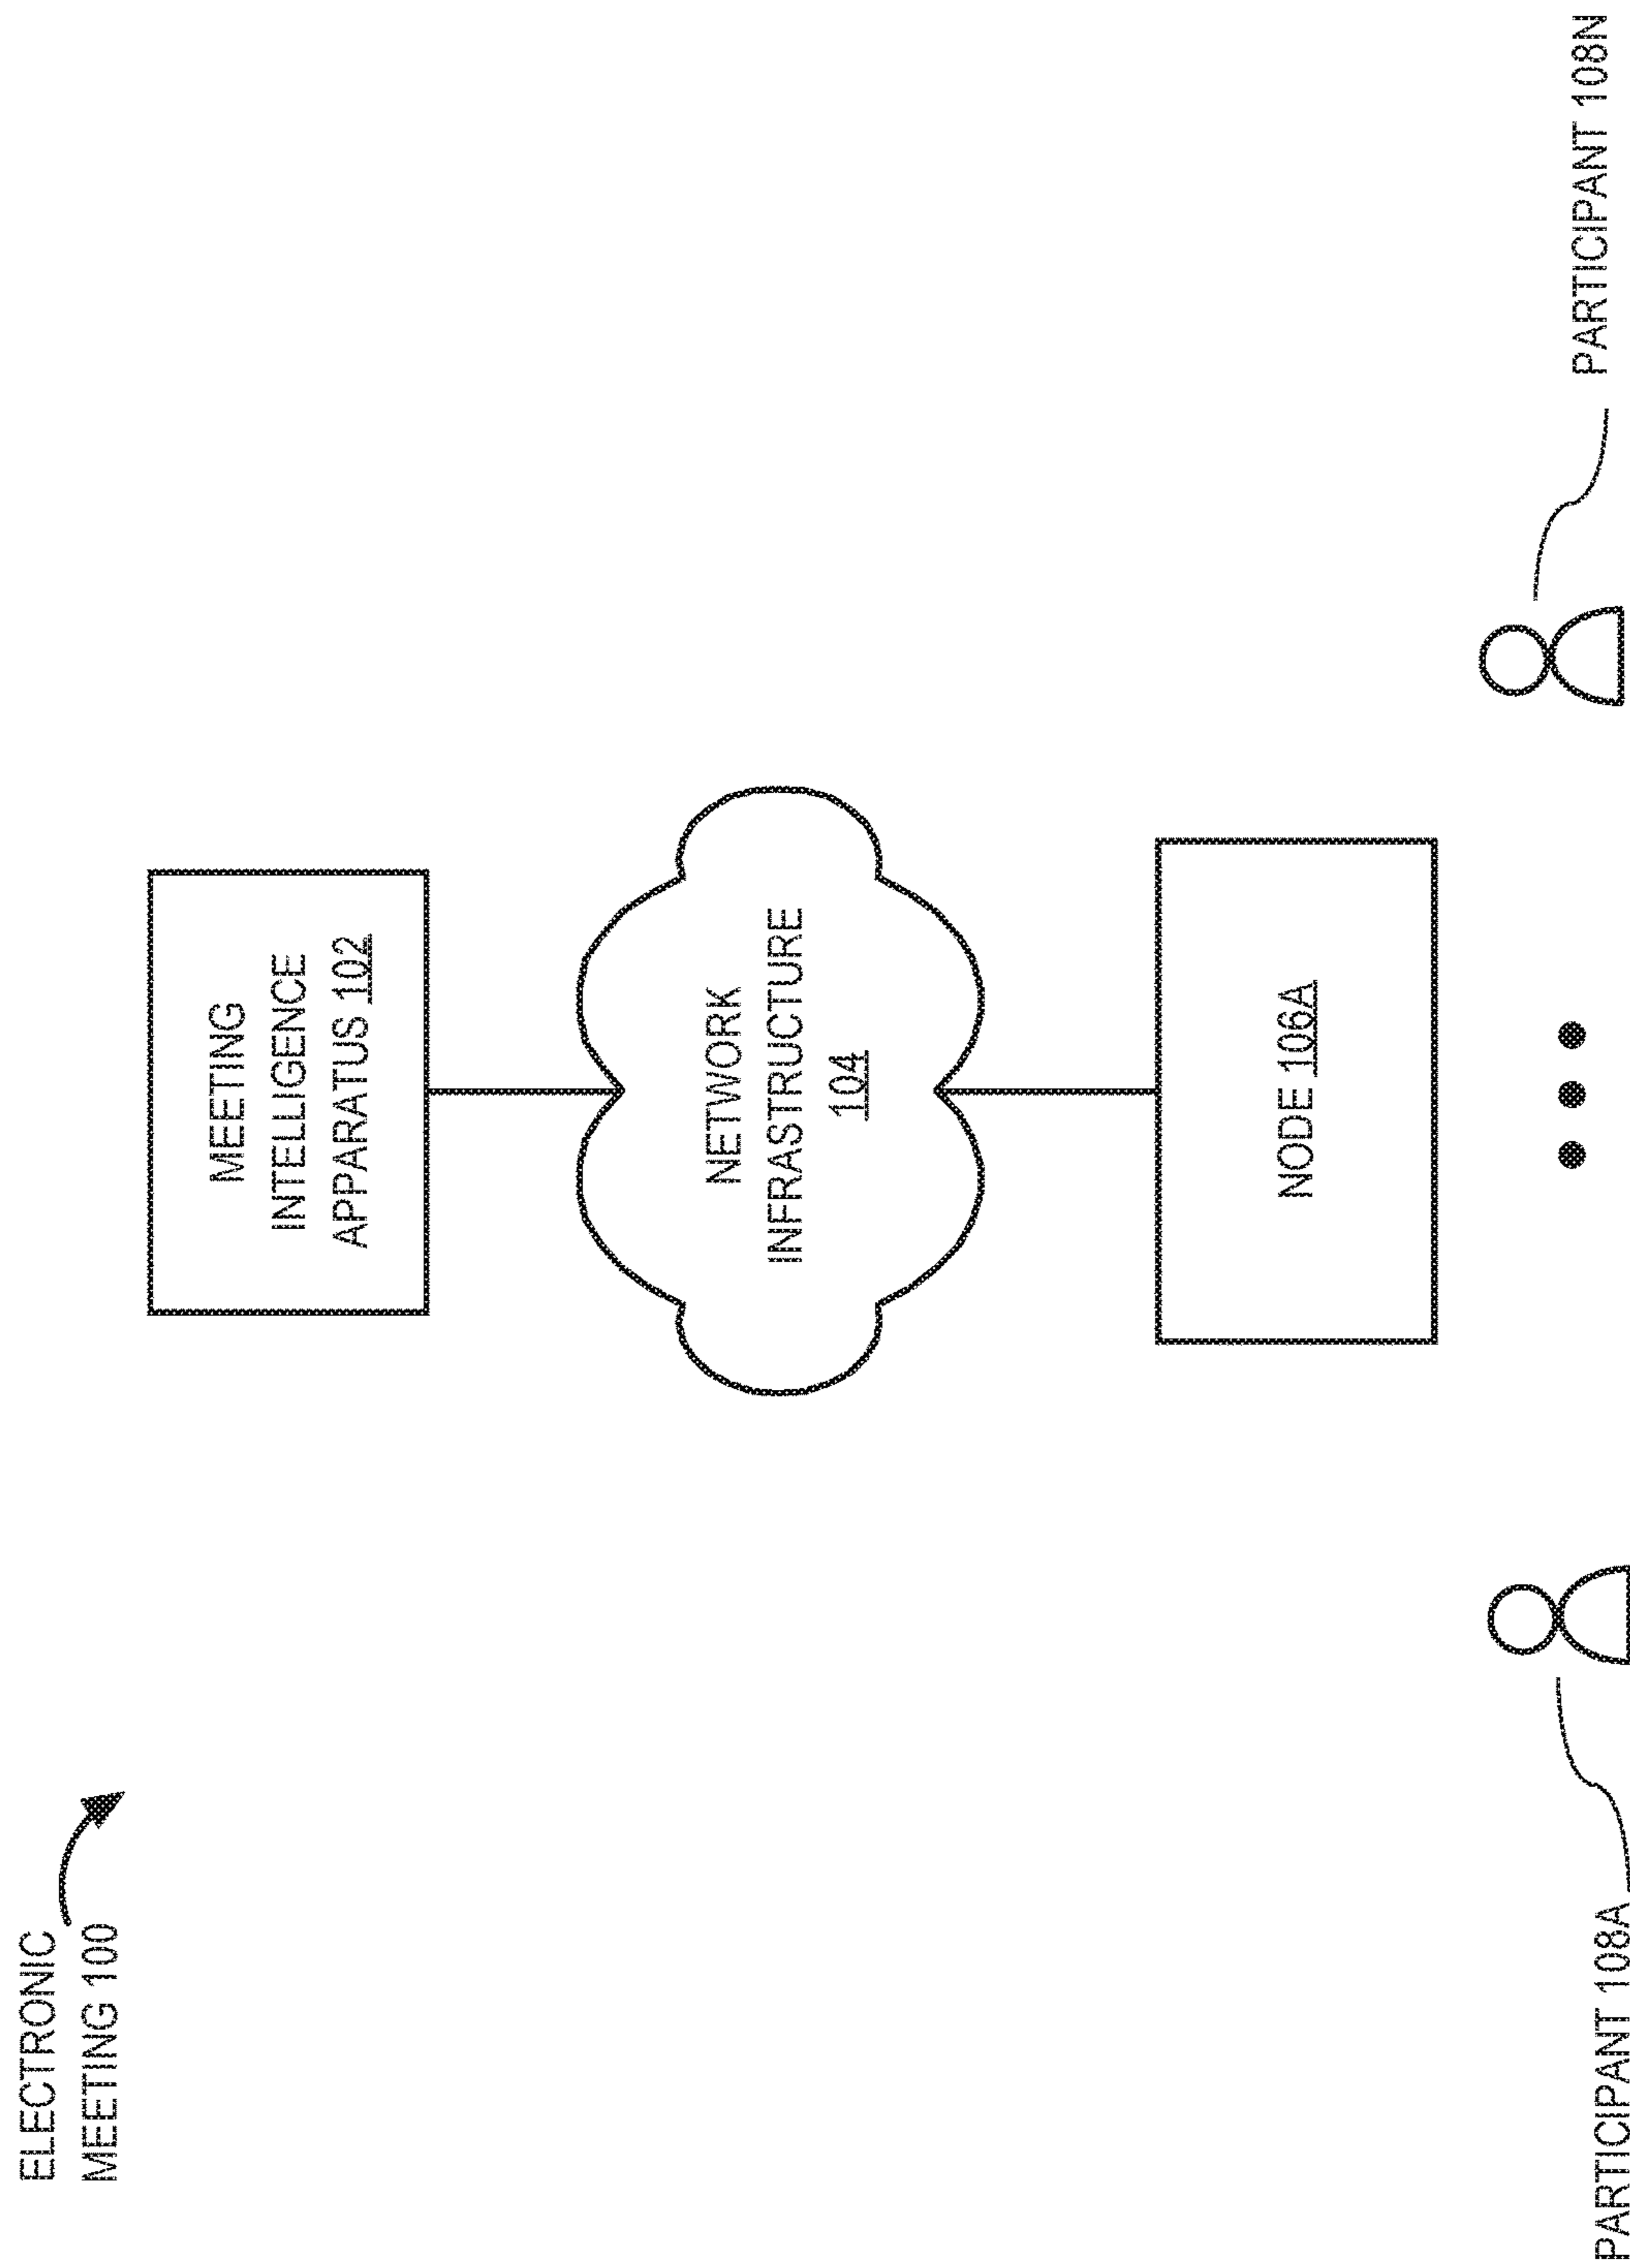 ELECTRONIC
MEETING 100
MEETING
INTELLIGENCE
APPARATUS 102
NETWORK
INFRASTRUCTURE
104
NODE 106A
PARTICIPANT 108A
PARTICIPANT 108N